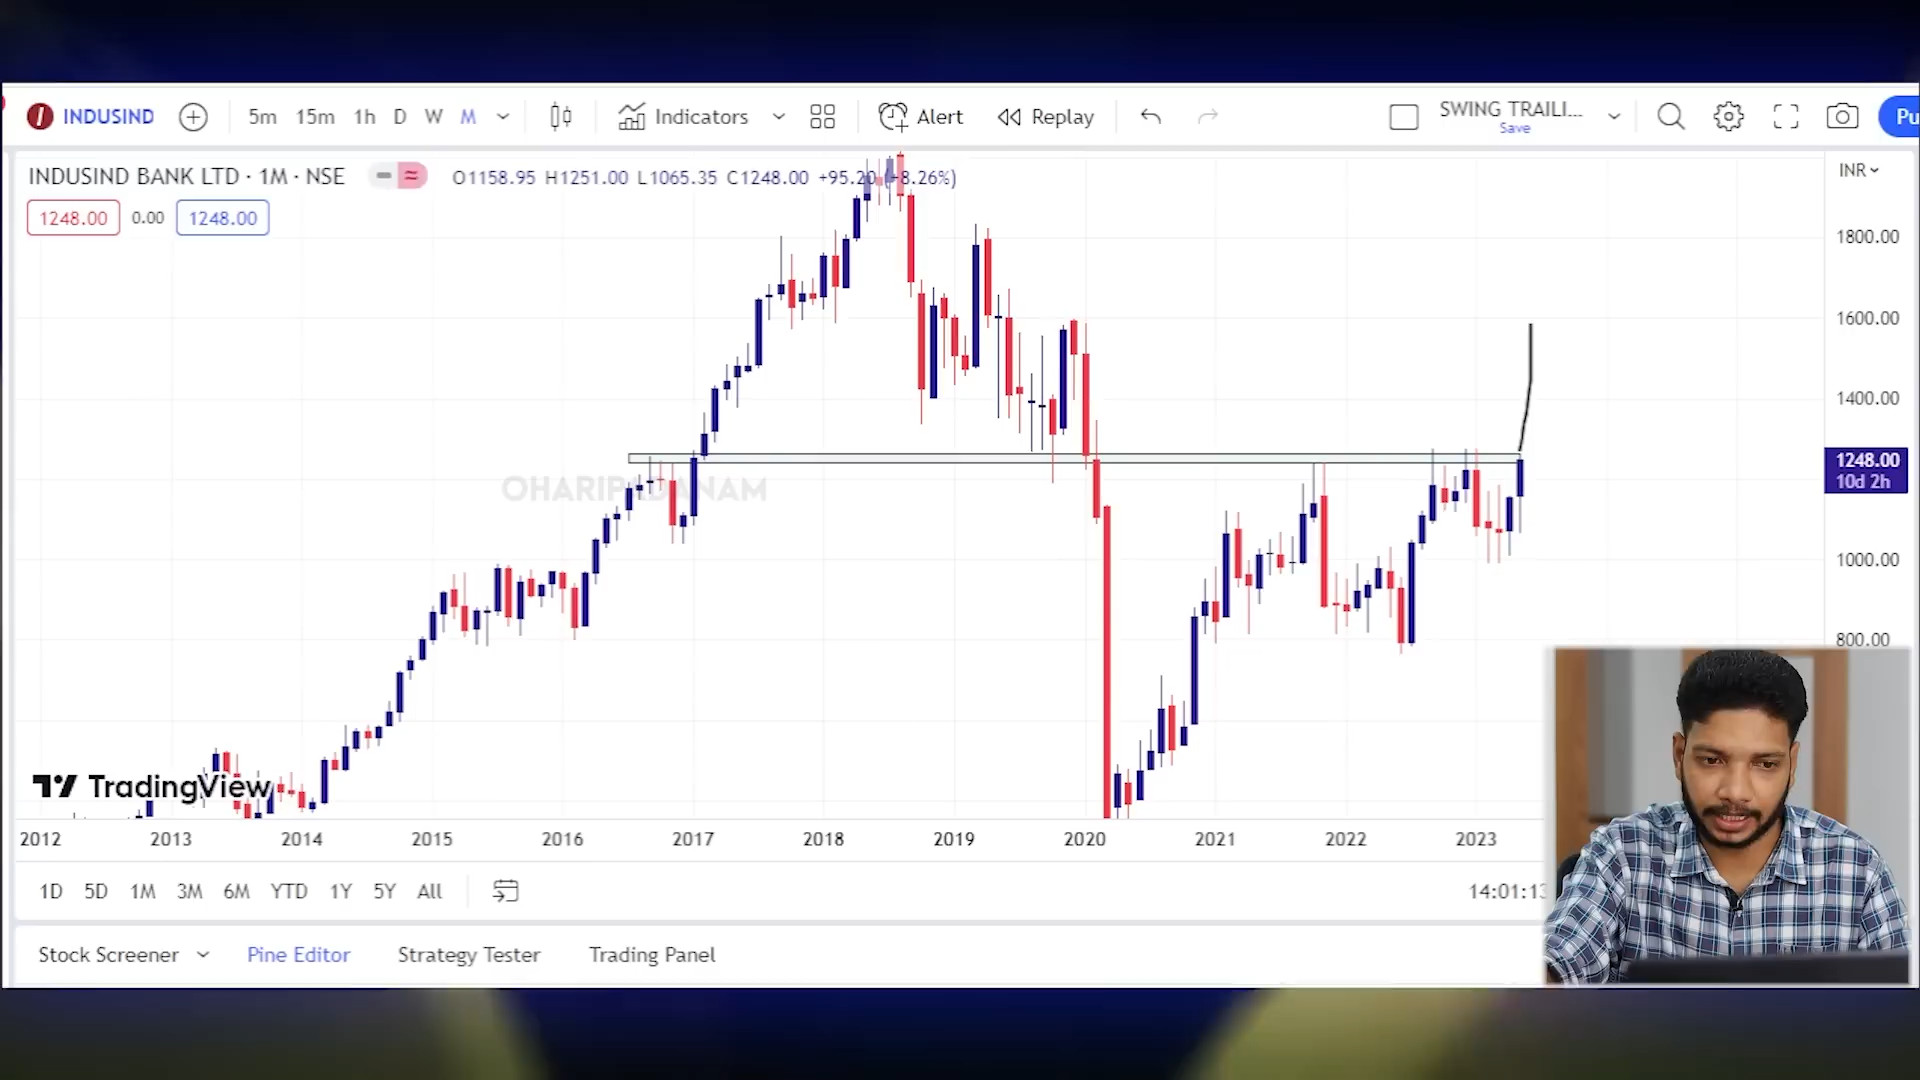 INDUSIND 5m 15m 1h D W M Indicators Alert Replay SWING TRAILI... Save Pu
INDUSIND BANK LTD · 1M · NSE O1158.95 H1251.00 L1065.35 C1248.00 +95.20 (+8.26%) INR
1248.00 0.00 1248.00
1800.00
1600.00
1400.00
1248.00
10d 2h
OHARIPADANAM
1000.00
800.00
TradingView
2012 2013 2014 2015 2016 2017 2018 2019 2020 2021 2022 2023
1D 5D 1M 3M 6M YTD 1Y 5Y All 14:01:13
Stock Screener Pine Editor Strategy Tester Trading Panel